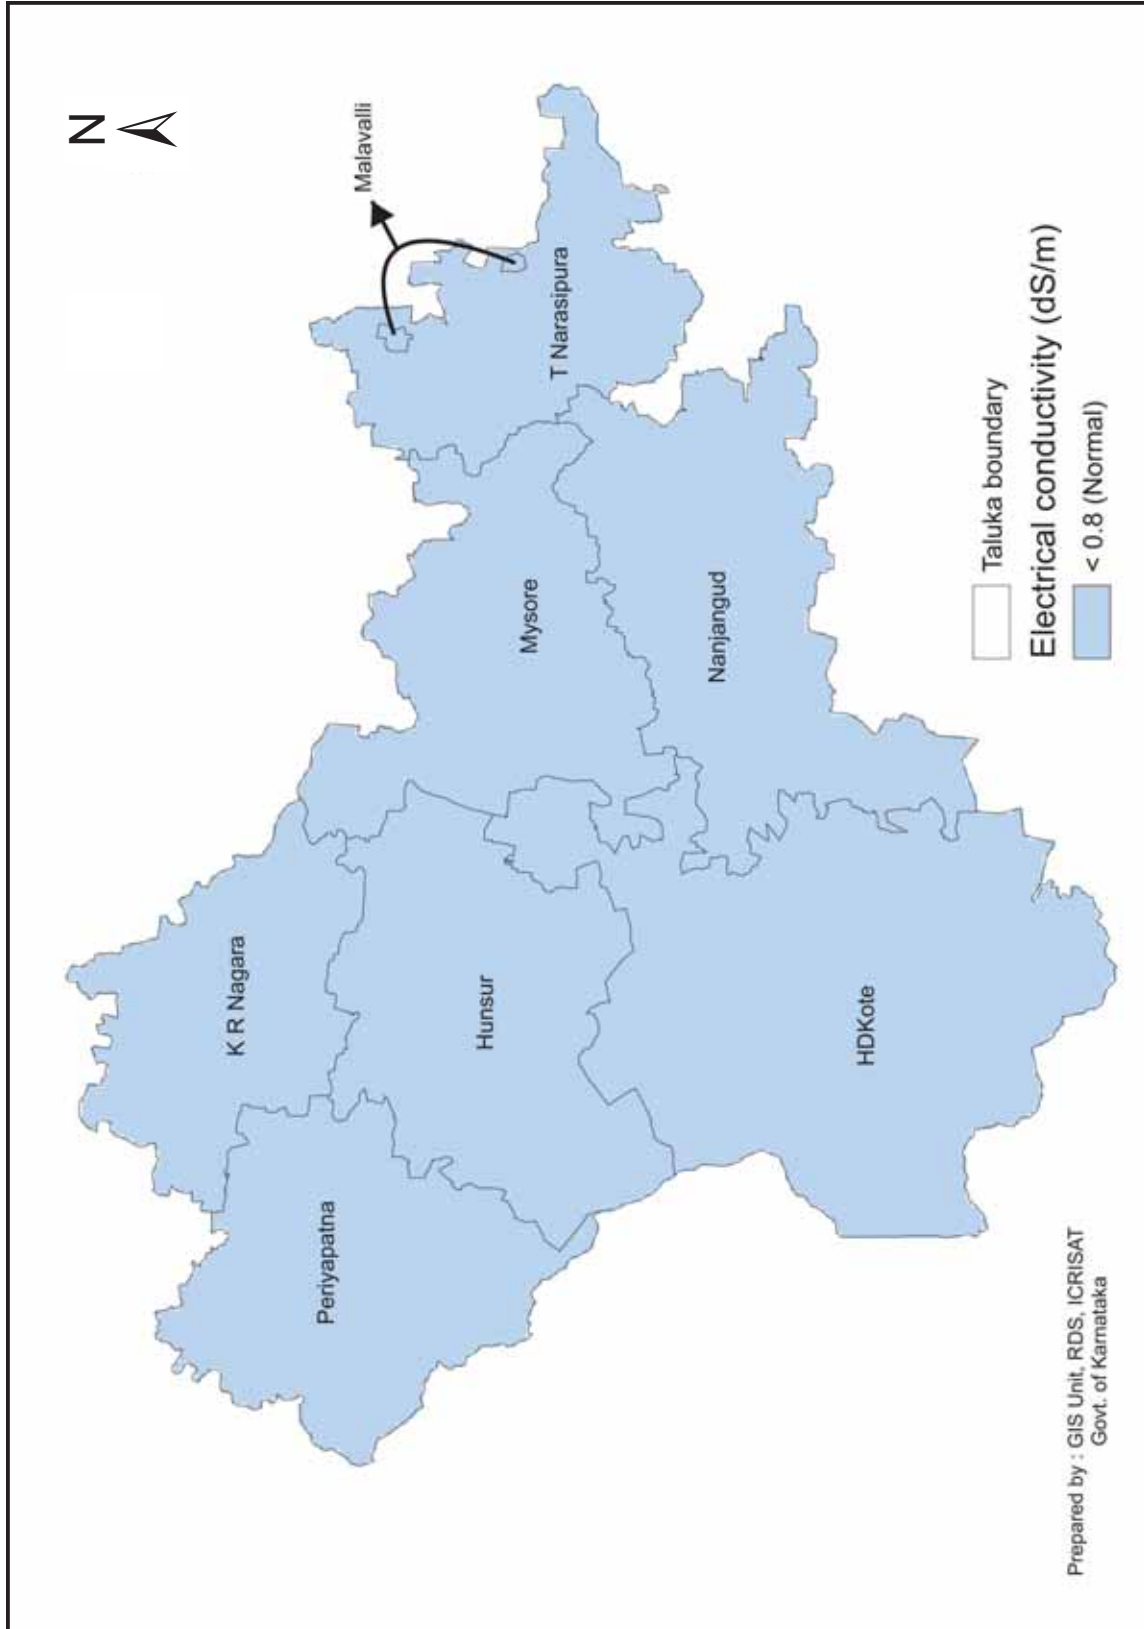 N
Malavalli
K R Nagara
Periyapatna
Hunsur
Mysore
T Narasipura
Nanjangud
HDKote
Taluka boundary
Electrical conductivity (dS/m)
< 0.8 (Normal)
Prepared by : GIS Unit, RDS, ICRISAT
Govt. of Karnataka